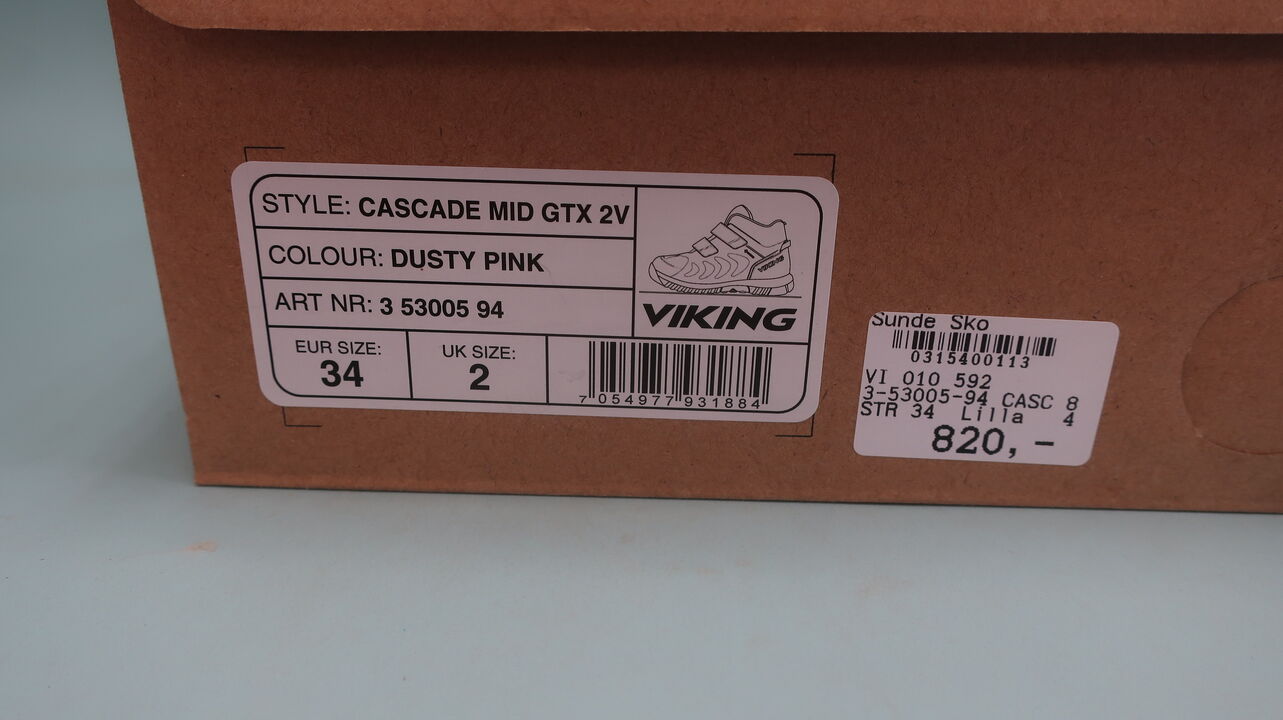 STYLE: CASCADE MID GTX 2V
COLOUR: DUSTY PINK
ART NR: 3 53005 94
VIKING
VIKING
EUR SIZE:
34
UK SIZE:
2
7 054977 931884
Sunde Sko
0315400113
VI 010 592
3-53005-94 CASC 8
STR 34 Lilla 4
820,-